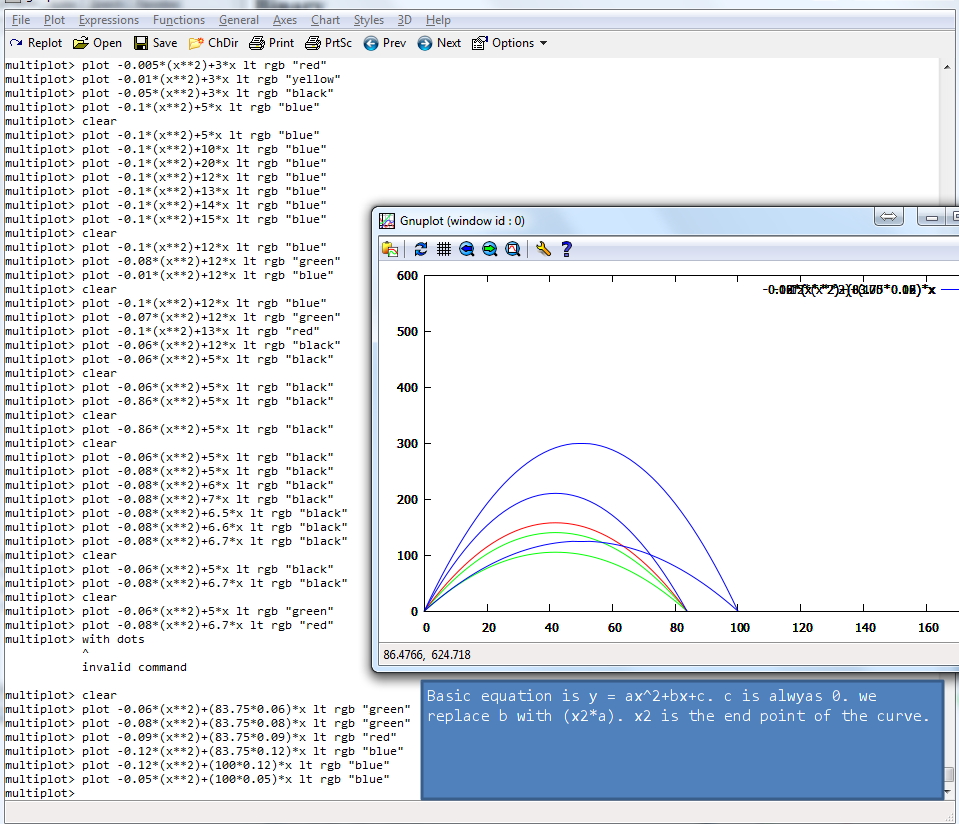 File Plot Expressions Functions General Axes Chart Styles 3D Help
Replot Open Save ChDir Print PrtSc Prev Next Options
multiplot> plot -0.005*(x**2)+3*x lt rgb "red"
multiplot> plot -0.01*(x**2)+3*x lt rgb "yellow"
multiplot> plot -0.05*(x**2)+3*x lt rgb "black"
multiplot> plot -0.1*(x**2)+5*x lt rgb "blue"
multiplot> clear
multiplot> plot -0.1*(x**2)+5*x lt rgb "blue"
multiplot> plot -0.1*(x**2)+10*x lt rgb "blue"
multiplot> plot -0.1*(x**2)+20*x lt rgb "blue"
multiplot> plot -0.1*(x**2)+12*x lt rgb "blue"
multiplot> plot -0.1*(x**2)+13*x lt rgb "blue"
multiplot> plot -0.1*(x**2)+14*x lt rgb "blue"
multiplot> plot -0.1*(x**2)+15*x lt rgb "blue"
multiplot> clear
multiplot> plot -0.1*(x**2)+12*x lt rgb "blue"
multiplot> plot -0.08*(x**2)+12*x lt rgb "green"
multiplot> plot -0.01*(x**2)+12*x lt rgb "blue"
multiplot> clear
multiplot> plot -0.1*(x**2)+12*x lt rgb "blue"
multiplot> plot -0.07*(x**2)+12*x lt rgb "green"
multiplot> plot -0.1*(x**2)+13*x lt rgb "red"
multiplot> plot -0.06*(x**2)+12*x lt rgb "black"
multiplot> plot -0.06*(x**2)+5*x lt rgb "black"
multiplot> clear
multiplot> plot -0.06*(x**2)+5*x lt rgb "black"
multiplot> plot -0.86*(x**2)+5*x lt rgb "black"
multiplot> clear
multiplot> plot -0.86*(x**2)+5*x lt rgb "black"
multiplot> clear
multiplot> plot -0.06*(x**2)+5*x lt rgb "black"
multiplot> plot -0.08*(x**2)+5*x lt rgb "black"
multiplot> plot -0.08*(x**2)+6*x lt rgb "black"
multiplot> plot -0.08*(x**2)+7*x lt rgb "black"
multiplot> plot -0.08*(x**2)+6.5*x lt rgb "black"
multiplot> plot -0.08*(x**2)+6.6*x lt rgb "black"
multiplot> plot -0.08*(x**2)+6.7*x lt rgb "black"
multiplot> clear
multiplot> plot -0.06*(x**2)+5*x lt rgb "black"
multiplot> plot -0.08*(x**2)+6.7*x lt rgb "black"
multiplot> clear
multiplot> plot -0.06*(x**2)+5*x lt rgb "green"
multiplot> plot -0.08*(x**2)+6.7*x lt rgb "red"
multiplot> with dots
^
invalid command
multiplot> clear
multiplot> plot -0.06*(x**2)+(83.75*0.06)*x lt rgb "green"
multiplot> plot -0.08*(x**2)+(83.75*0.08)*x lt rgb "green"
multiplot> plot -0.09*(x**2)+(83.75*0.09)*x lt rgb "red"
multiplot> plot -0.12*(x**2)+(83.75*0.12)*x lt rgb "blue"
multiplot> plot -0.12*(x**2)+(100*0.12)*x lt rgb "blue"
multiplot> plot -0.05*(x**2)+(100*0.05)*x lt rgb "blue"
multiplot>
Gnuplot (window id : 0)
600
500
400
300
200
100
0
0 20 40 60 80 100 120 140 160
86.4766, 624.718
Basic equation is y = ax^2+bx+c. c is alwyas 0. we
replace b with (x2*a). x2 is the end point of the curve.